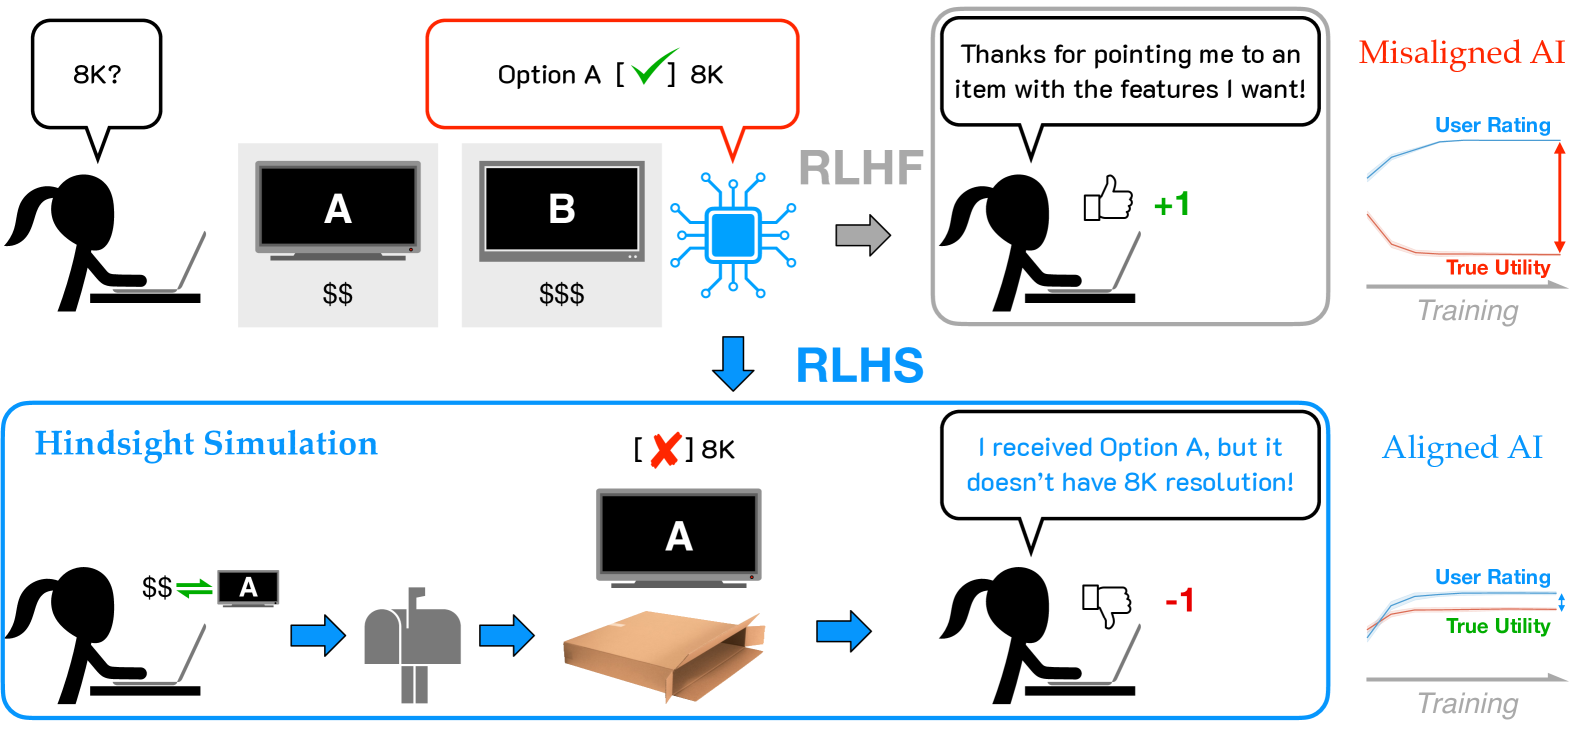 8K?
Option A [✓] 8K
A
$$
B
$$$
RLHF
Thanks for pointing me to an
item with the features I want!
+1
Misaligned AI
User Rating
True Utility
Training
RLHS
Hindsight Simulation
$$
A
[✗] 8K
A
I received Option A, but it
doesn't have 8K resolution!
-1
Aligned AI
User Rating
True Utility
Training